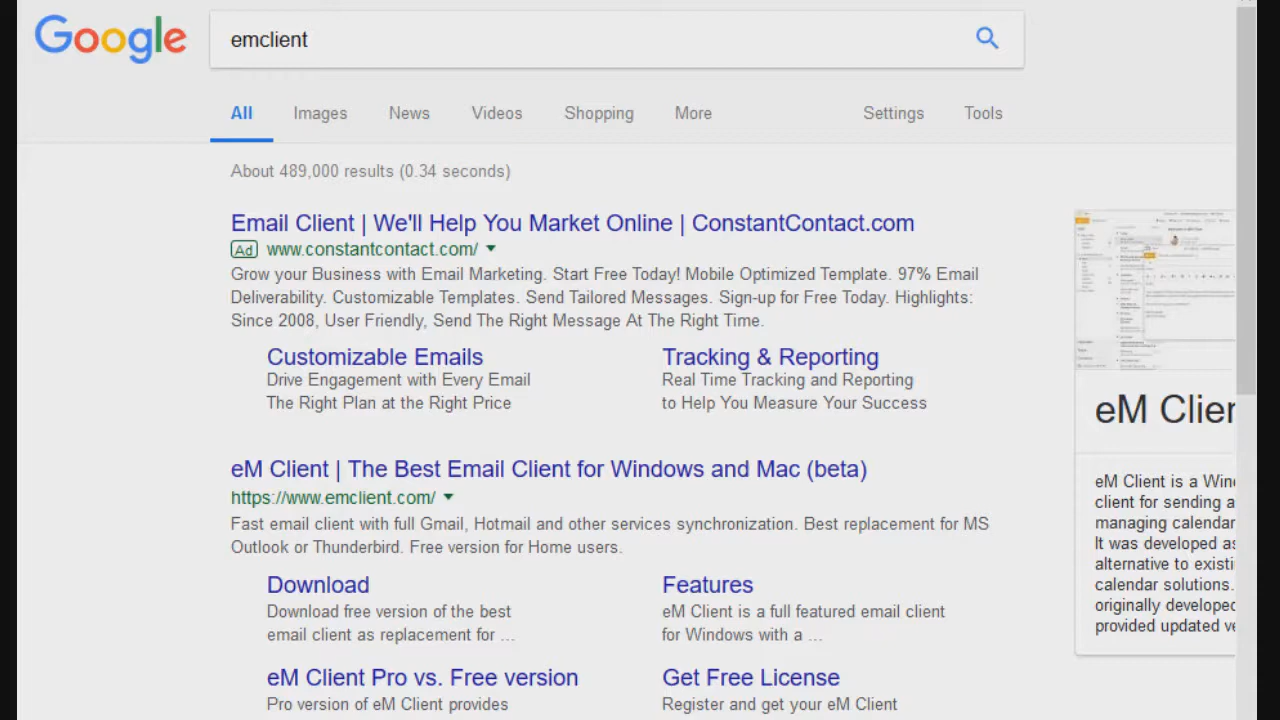 Google
emclient
All Images News Videos Shopping More Settings Tools
About 489,000 results (0.34 seconds)
Email Client | We'll Help You Market Online | ConstantContact.com
Ad www.constantcontact.com/
Grow your Business with Email Marketing. Start Free Today! Mobile Optimized Template. 97% Email
Deliverability. Customizable Templates. Send Tailored Messages. Sign-up for Free Today. Highlights:
Since 2008, User Friendly, Send The Right Message At The Right Time.
Customizable Emails
Drive Engagement with Every Email
The Right Plan at the Right Price
Tracking & Reporting
Real Time Tracking and Reporting
to Help You Measure Your Success
eM Client | The Best Email Client for Windows and Mac (beta)
https://www.emclient.com/
Fast email client with full Gmail, Hotmail and other services synchronization. Best replacement for MS
Outlook or Thunderbird. Free version for Home users.
Download
Download free version of the best
email client as replacement for ...
Features
eM Client is a full featured email client
for Windows with a ...
eM Client Pro vs. Free version
Pro version of eM Client provides
Get Free License
Register and get your eM Client
eM Clier
eM Client is a Win
client for sending a
managing calendar
It was developed as
alternative to existi
calendar solutions.
originally developed
provided updated ve